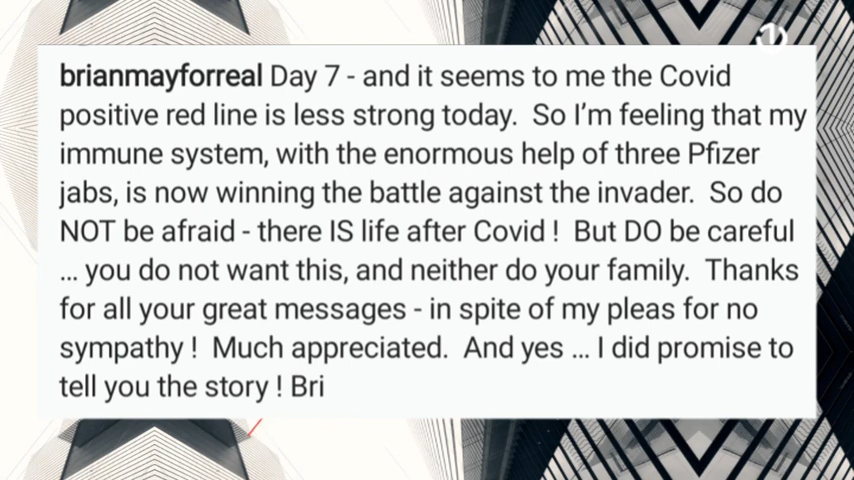 brianmayforreal Day 7 - and it seems to me the Covid
positive red line is less strong today.  So I'm feeling that my
immune system, with the enormous help of three Pfizer
jabs, is now winning the battle against the invader.  So do
NOT be afraid - there IS life after Covid !  But DO be careful
... you do not want this, and neither do your family.  Thanks
for all your great messages - in spite of my pleas for no
sympathy !  Much appreciated.  And yes ... I did promise to
tell you the story ! Bri